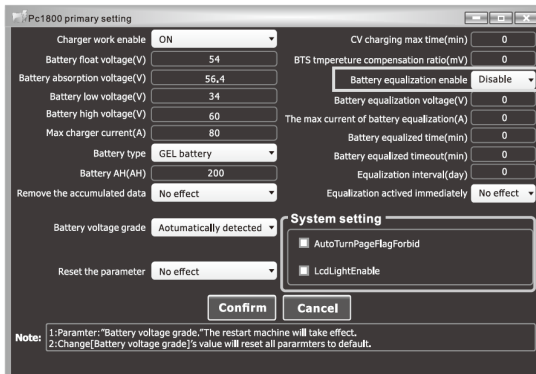 Pc1800 primary setting
Charger work enable ON
Battery float voltage(V) 54
Battery absorption voltage(V) 56.4
Battery low voltage(V) 34
Battery high voltage(V) 60
Max charger current(A) 80
Battery type GEL battery
Battery AH(AH) 200
Remove the accumulated data No effect
Battery voltage grade Aotumatically detected
Reset the parameter No effect
CV charging max time(min) 0
BTS tmpereture compensation ratio(mV) 0
Battery equalization enable Disable
Battery equalization voltage(V) 0
The max current of battery equalization(A) 0
Battery equalized time(min) 0
Battery equalized timeout(min) 0
Equalization interval(day) 0
Equalization actived immediately No effect
System setting
AutoTurnPageFlagForbid
LcdLightEnable
Confirm Cancel
Note: 1:Paramter:"Battery voltage grade."The restart machine will take effect.
2:Change[Battery voltage grade]'s value will reset all pararmters to default.